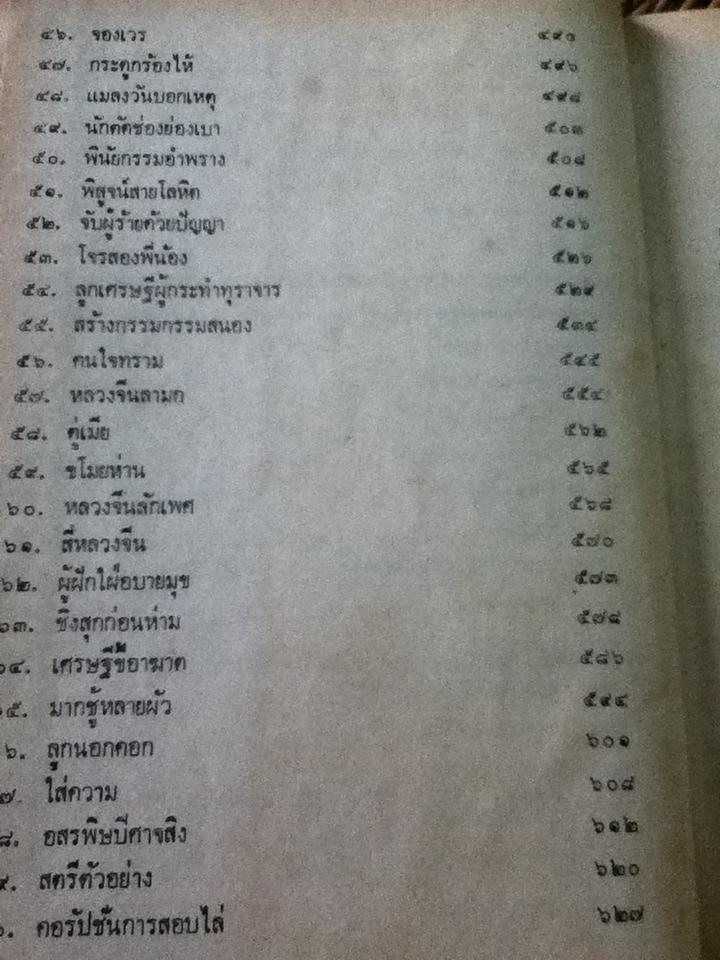 ๔๖. จองเวร ๔๙๓
๔๗. กระดูกร้องไห้ ๔๙๖
๔๘. แมลงวันบอกเหตุ ๔๙๘
๔๙. นักตัดช่องย่องเบา ๕๐๓
๕๐. พินัยกรรมอำพราง ๕๐๘
๕๑. พิสูจน์สายโลหิต ๕๑๒
๕๒. จับผู้ร้ายด้วยปัญญา ๕๑๖
๕๓. โจรสองพี่น้อง ๕๒๖
๕๔. ลูกเศรษฐีผู้กระทำทุราจาร ๕๒๙
๕๕. สร้างกรรมกรรมสนอง ๕๓๔
๕๖. คนใจทราม ๕๔๕
๕๗. หลวงจีนลามก ๕๕๔
๕๘. คู่เมีย ๕๖๒
๕๙. ขโมยห่าน ๕๖๕
๖๐. หลวงจีนลักเพศ ๕๖๘
๖๑. สี่หลวงจีน ๕๗๐
๖๒. ผู้ฝักใฝ่อบายมุข ๕๗๓
๖๓. ชิงสุกก่อนห่าม ๕๗๘
๖๔. เศรษฐีขี้อาฆาต ๕๘๖
๕. มากชู้หลายผัว ๕๙๔
๖. ลูกนอกคอก ๖๐๑
๗. ใส่ความ ๖๐๘
๘. อสรพิษปีศาจสิง ๖๑๒
๙. สตรีตัวอย่าง ๖๒๐
๐. คอรัปชั่นการสอบไล่ ๖๒๗